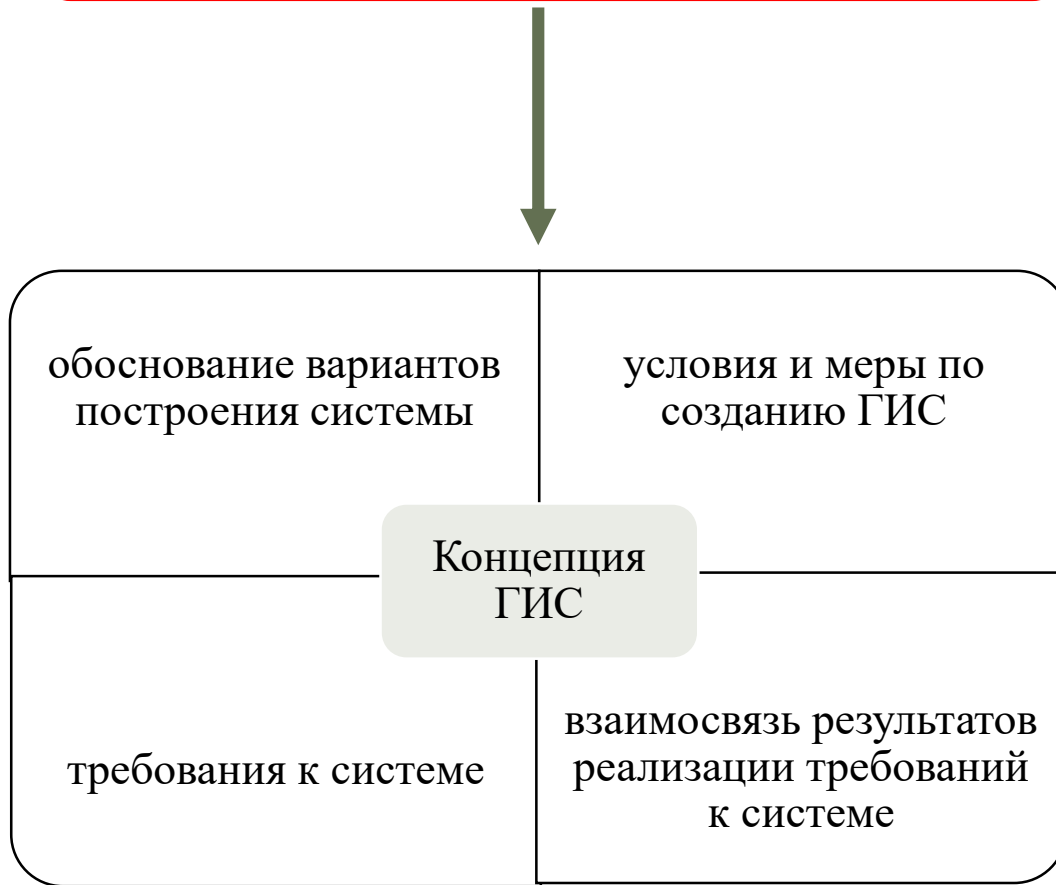 обоснование вариантов
построения системы
условия и меры по
созданию ГИС
Концепция
ГИС
требования к системе
взаимосвязь результатов
реализации требований
к системе